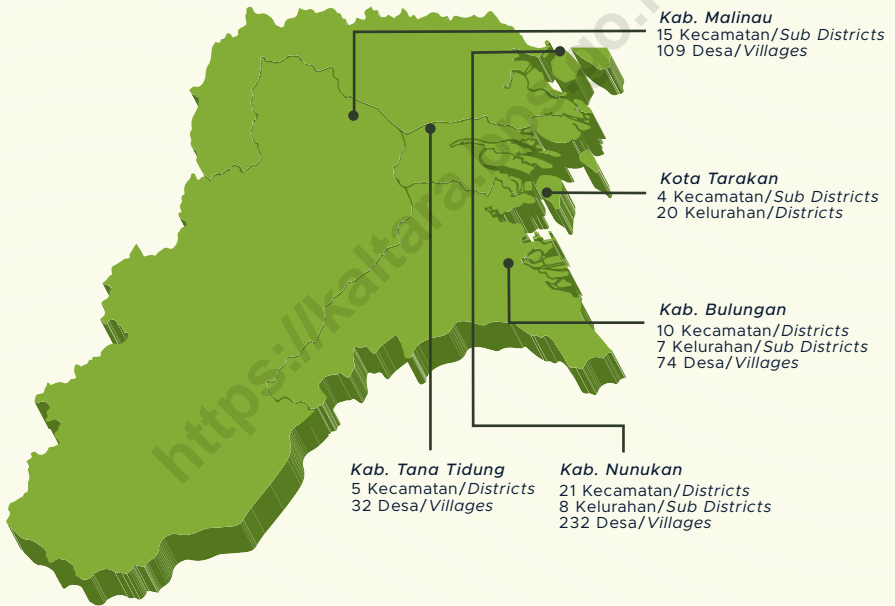 Kab. Malinau
15 Kecamatan/Sub Districts
109 Desa/Villages
Kota Tarakan
4 Kecamatan/Sub Districts
20 Kelurahan/Districts
Kab. Bulungan
10 Kecamatan/Districts
7 Kelurahan/Sub Districts
74 Desa/Villages
Kab. Tana Tidung
5 Kecamatan/Districts
32 Desa/Villages
Kab. Nunukan
21 Kecamatan/Districts
8 Kelurahan/Sub Districts
232 Desa/Villages
https://kaltara.bps.go.